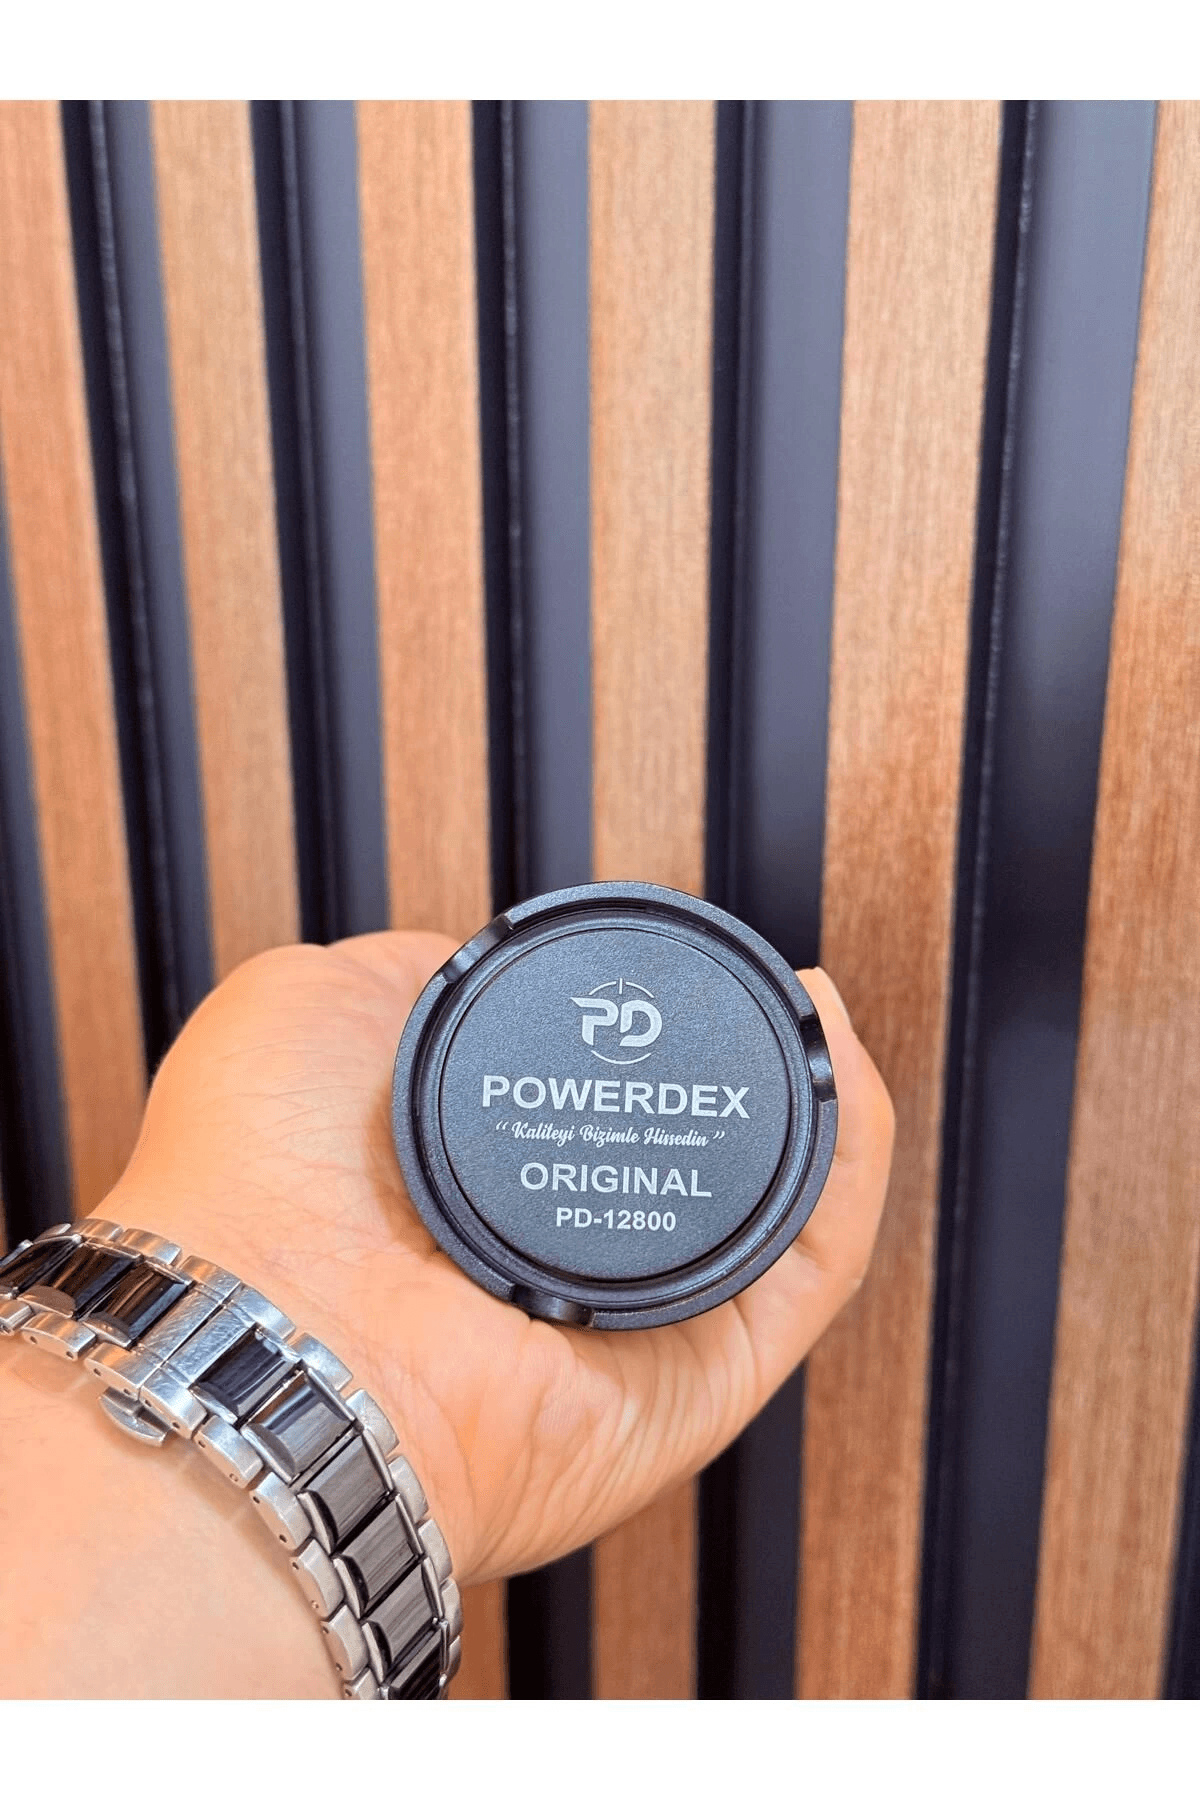 PD
POWERDEX
“Kaliteyi Bizimle Hissedin”
ORIGINAL
PD-12800